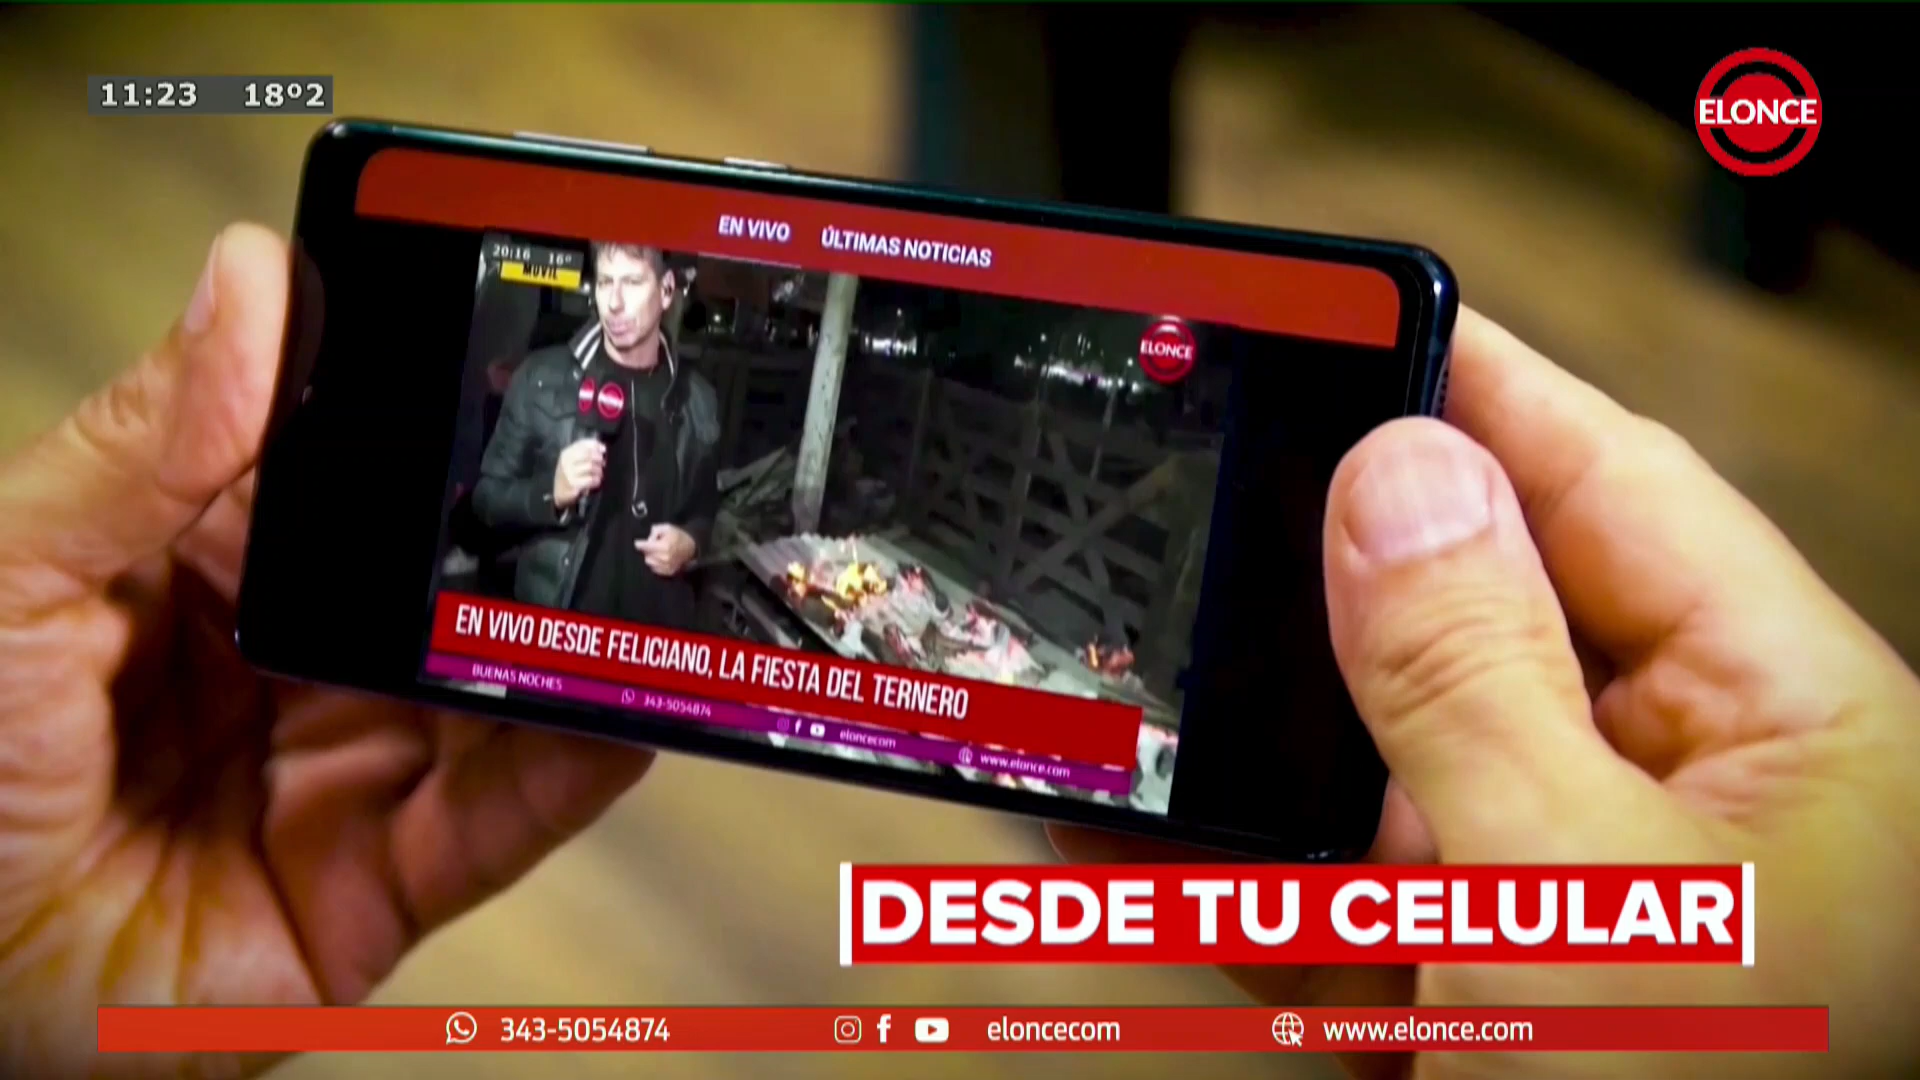 11:23 18º2
ELONCE
EN VIVO ÚLTIMAS NOTICIAS
20:16 16º
MÓVIL
ELONCE
EN VIVO DESDE FELICIANO, LA FIESTA DEL TERNERO
BUENAS NOCHES 343-5054874 eloncecom www.elonce.com
DESDE TU CELULAR
343-5054874 eloncecom www.elonce.com